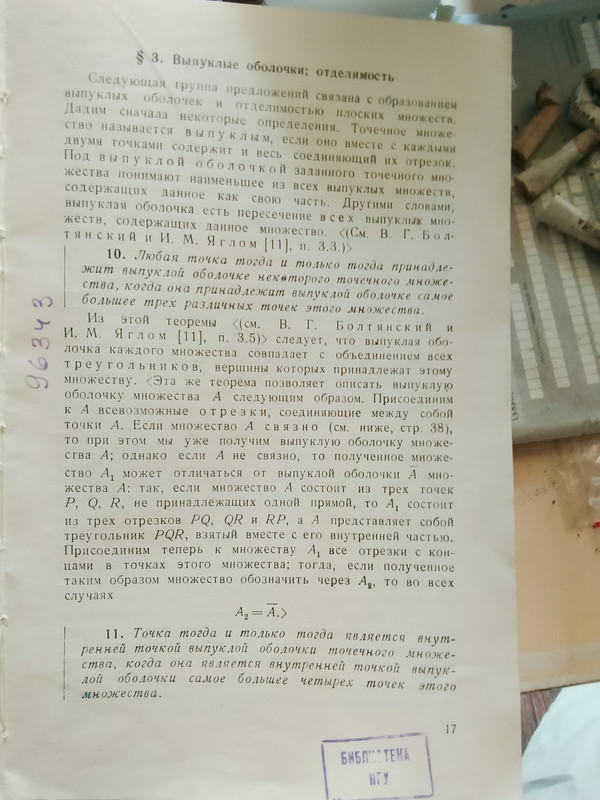 § 3. Выпуклые оболочки; отделимость
Следующая группа предложений связана с образованием
выпуклых оболочек и отделимостью плоских множеств.
Дадим сначала некоторые определения. Точечное множе-
ство называется выпуклым, если оно вместе с каждыми
двумя точками содержит и весь соединяющий их отрезок.
Под выпуклой оболочкой заданного точечного мно-
жества понимают наименьшее из всех выпуклых множеств,
содержащих данное как свою часть. Другими словами,
выпуклая оболочка есть пересечение всех выпуклых мно-
жеств, содержащих данное множество. <(См. В. Г. Бол-
тянский и И. М. Яглом [11], п. 3.3.)>
10. Любая точка тогда и только тогда принадле-
жит выпуклой оболочке некоторого точечного множе-
ства, когда она принадлежит выпуклой оболочке самое
большее трех различных точек этого множества.
Из этой теоремы <(см. В. Г. Болтянский и
И. М. Яглом [11], п. 3.5)> следует, что выпуклая обо-
лочка каждого множества совпадает с объединением всех
треугольников, вершины которых принадлежат этому
множеству. <Эта же теорема позволяет описать выпуклую
оболочку множества A следующим образом. Присоединим
к A всевозможные отрезки, соединяющие между собой
точки A. Если множество A связно (см. ниже, стр. 38),
то при этом мы уже получим выпуклую оболочку множе-
ства A; однако если A не связно, то полученное множе-
ство A₁ может отличаться от выпуклой оболочки A̅ мно-
жества A: так, если множество A состоит из трех точек
P, Q, R, не принадлежащих одной прямой, то A₁ состоит
из трех отрезков PQ, QR и RP, а A представляет собой
треугольник PQR, взятый вместе с его внутренней частью.
Присоединим теперь к множеству A₁ все отрезки с кон-
цами в точках этого множества; тогда, если полученное
таким образом множество обозначить через A₂, то во всех
случаях
A₂ = A̅.>
11. Точка тогда и только тогда является внут-
ренней точкой выпуклой оболочки точечного множе-
ства, когда она является внутренней точкой выпук-
лой оболочки самое большее четырех точек этого
множества.
17
БИБЛИОТЕКА
НГУ
96343